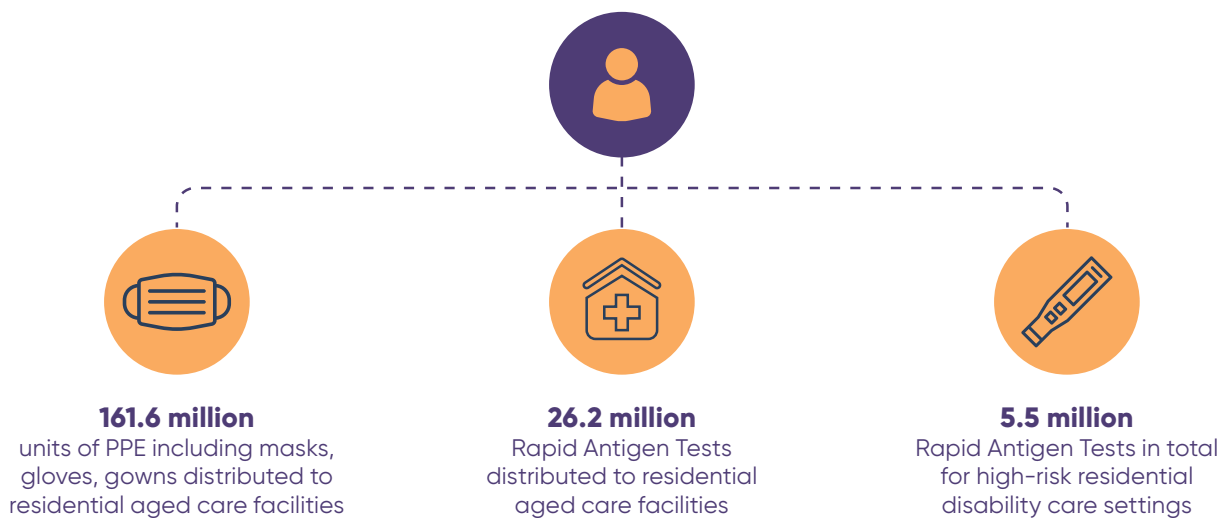 161.6 million
units of PPE including masks,
gloves, gowns distributed to
residential aged care facilities
26.2 million
Rapid Antigen Tests
distributed to residential
aged care facilities
5.5 million
Rapid Antigen Tests in total
for high-risk residential
disability care settings